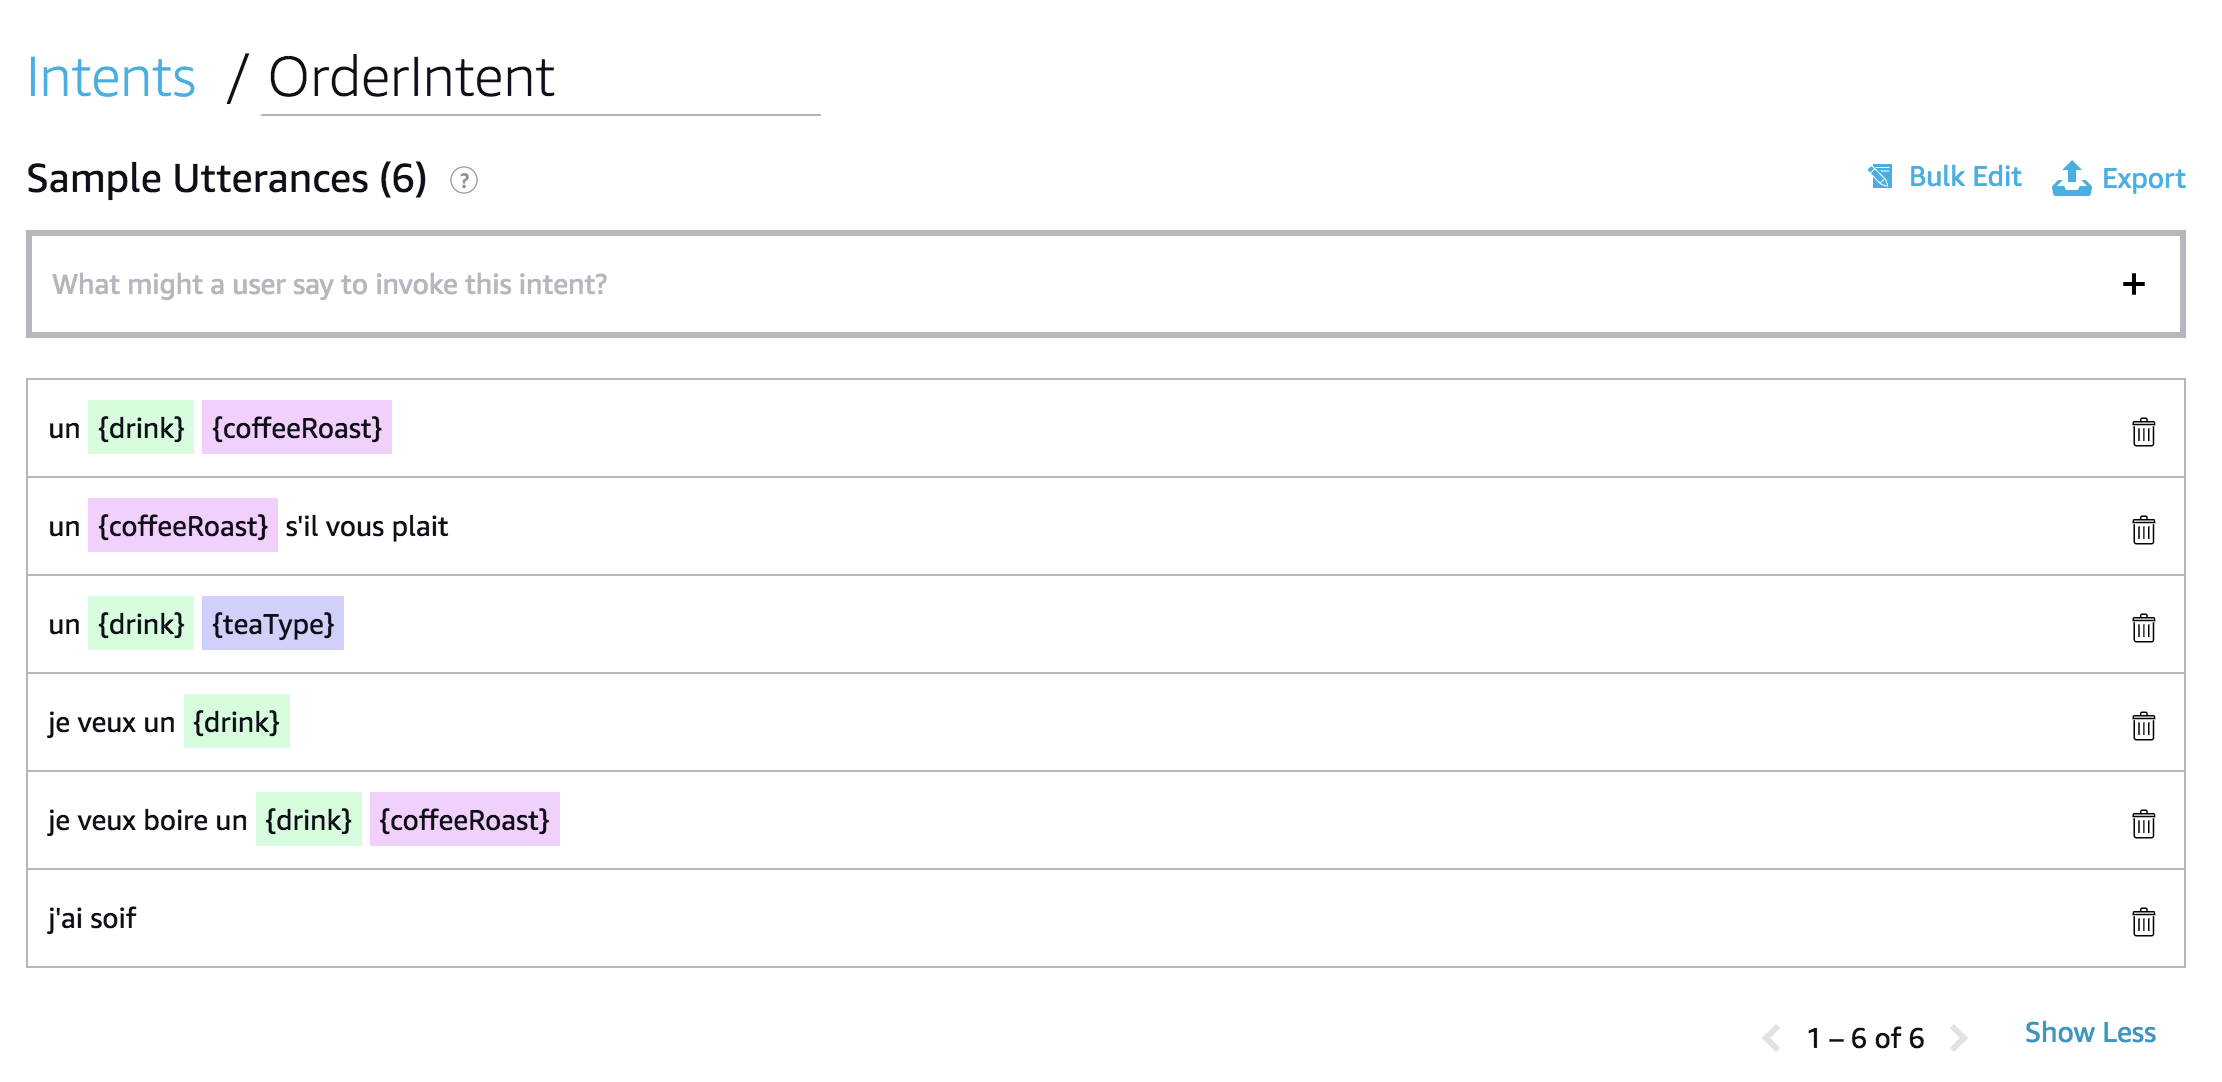 Intents / OrderIntent
Sample Utterances (6) ? Bulk Edit Export
What might a user say to invoke this intent? +
un {drink} {coffeeRoast}
un {coffeeRoast} s'il vous plait
un {drink} {teaType}
je veux un {drink}
je veux boire un {drink} {coffeeRoast}
j'ai soif
1 – 6 of 6 Show Less